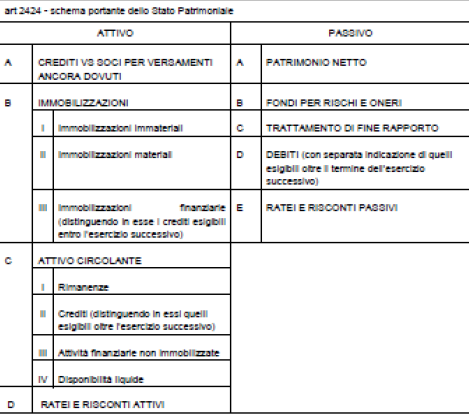 art 2424 - schema portante dello Stato Patrimoniale
ATTIVO PASSIVO
A CREDITI VS SOCI PER VERSAMENTI
ANCORA DOVUTI
A PATRIMONIO NETTO
B IMMOBILIZZAZIONI
B FONDI PER RISCHI E ONERI
I Immobilizzazioni immateriali
C TRATTAMENTO DI FINE RAPPORTO
II Immobilizzazioni materiali
D DEBITI (con separata indicazione di quelli
esigibili oltre il termine dell'esercizio
successivo)
III Immobilizzazioni finanziarie
(distinguendo in esse i crediti esigibili
entro l'esercizio successivo)
E RATEI E RISCONTI PASSIVI
C ATTIVO CIRCOLANTE
I Rimanenze
II Crediti (distinguendo in essi quelli
esigibili oltre l'esercizio successivo)
III Attività finanziarie non immobilizzate
IV Disponibilità liquide
D RATEI E RISCONTI ATTIVI